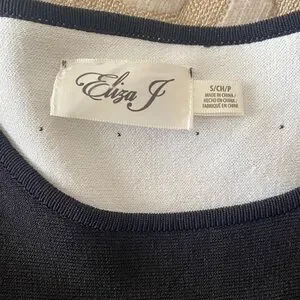 Eliza J
S/CH/P
MADE IN CHINA/
HECHO EN CHINA/
FABRIQUÉ EN CHINE